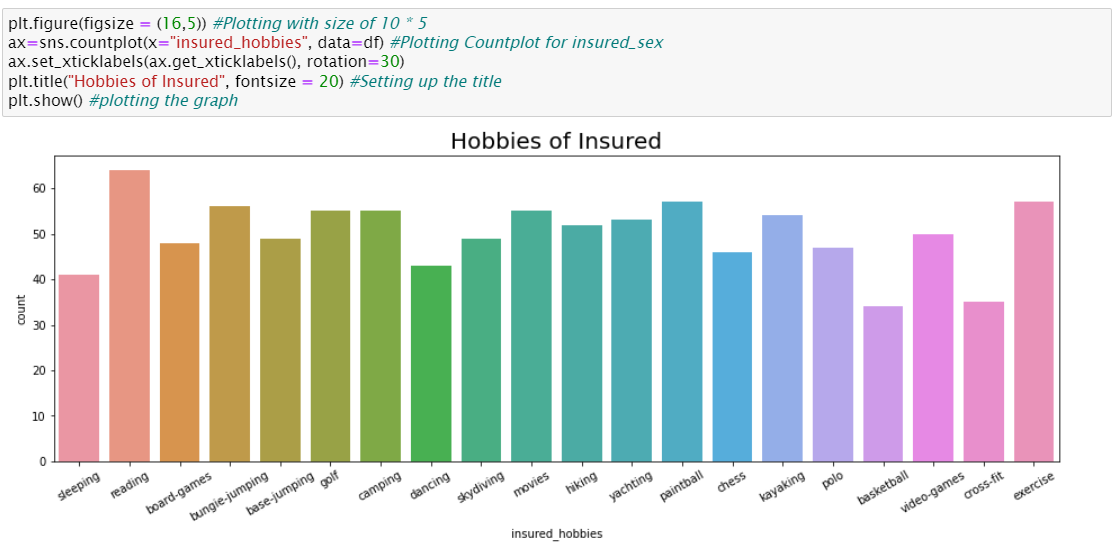 plt.figure(figsize = (16,5)) #Plotting with size of 10 * 5
ax=sns.countplot(x="insured_hobbies", data=df) #Plotting Countplot for insured_sex
ax.set_xticklabels(ax.get_xticklabels(), rotation=30)
plt.title("Hobbies of Insured", fontsize = 20) #Setting up the title
plt.show() #plotting the graph
Hobbies of Insured
60
50
40
30
20
10
0
count
sleeping
reading
board-games
bungie-jumping
base-jumping
golf
camping
dancing
skydiving
movies
hiking
yachting
paintball
chess
kayaking
polo
basketball
video-games
cross-fit
exercise
insured_hobbies